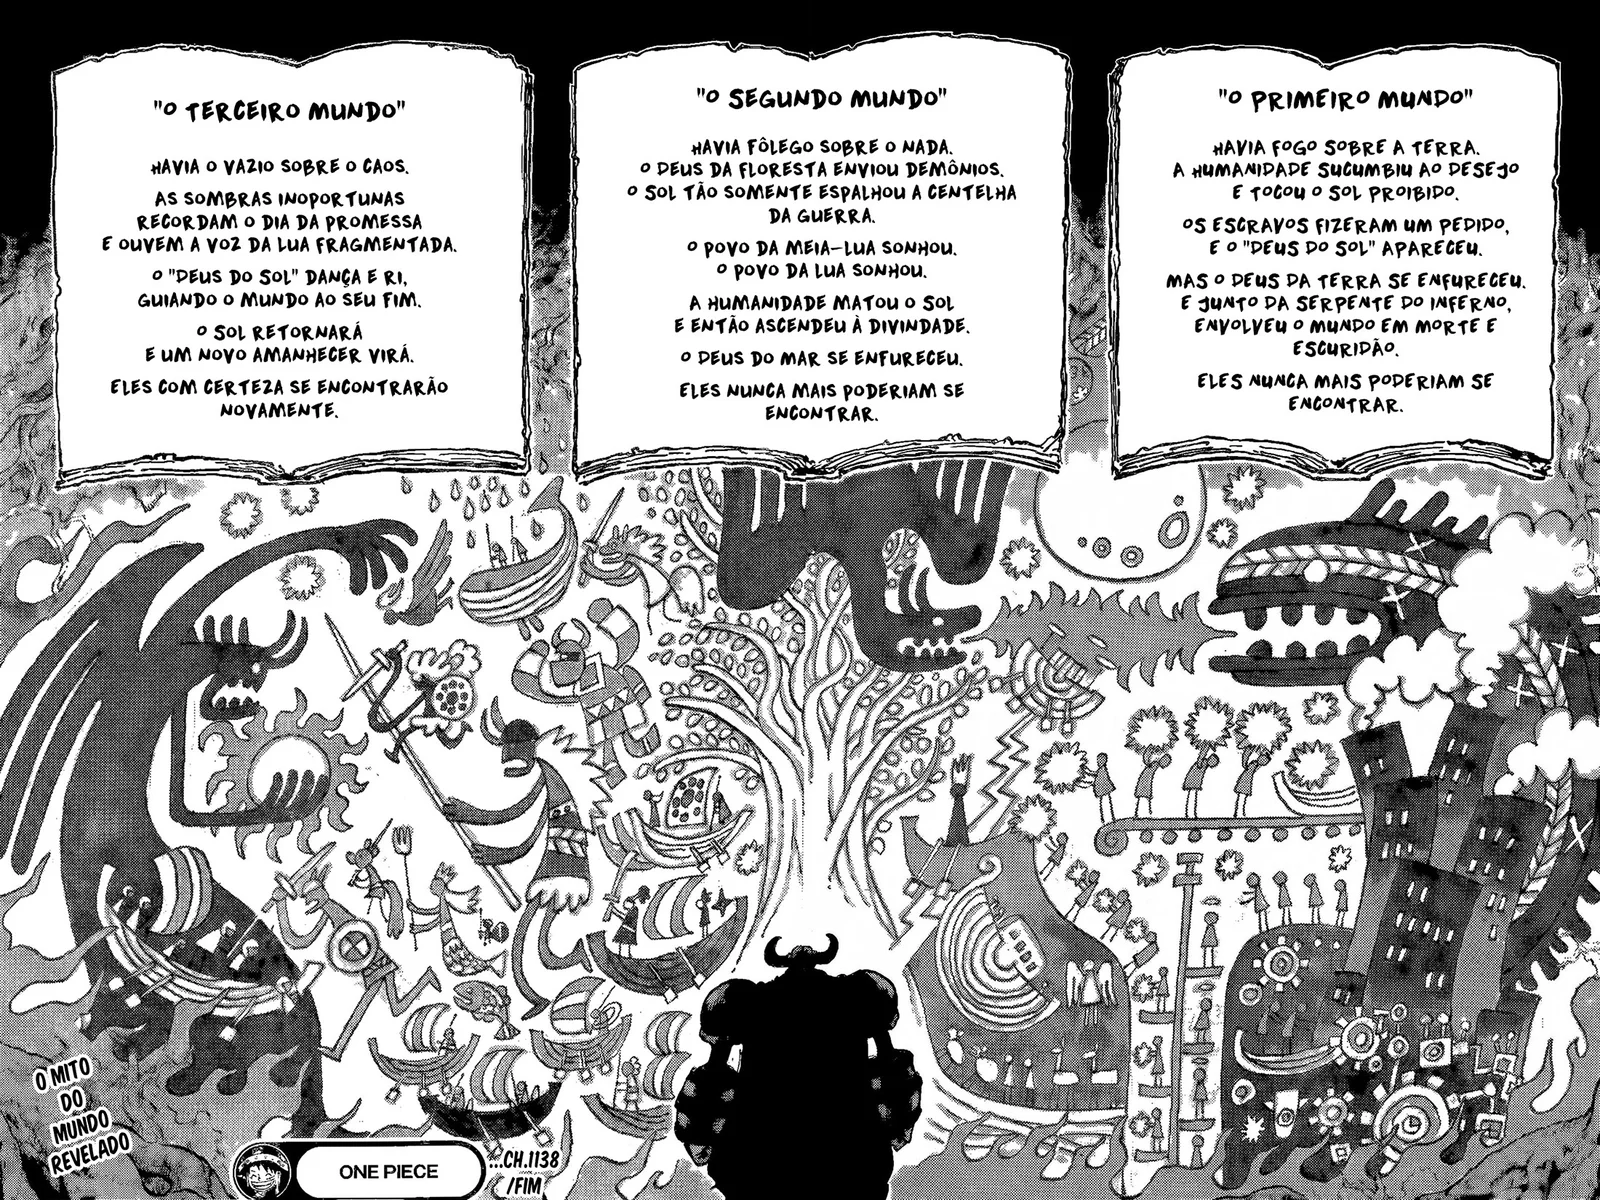 "O PRIMEIRO MUNDO"
HAVIA FOGO SOBRE A TERRA.
A HUMANIDADE SUCUMBIU AO DESEJO
E TOCOU O SOL PROIBIDO.
OS ESCRAVOS FIZERAM UM PEDIDO,
E O "DEUS DO SOL" APARECEU.
MAS O DEUS DA TERRA SE ENFURECEU.
E JUNTO DA SERPENTE DO INFERNO,
ENVOLVEU O MUNDO EM MORTE E
ESCURIDÃO.
ELES NUNCA MAIS PODERIAM SE
ENCONTRAR.
"O SEGUNDO MUNDO"
HAVIA FÔLEGO SOBRE O NADA.
O DEUS DA FLORESTA ENVIOU DEMÔNIOS.
O SOL TÃO SOMENTE ESPALHOU A CENTELHA
DA GUERRA.
O POVO DA MEIA-LUA SONHOU.
O POVO DA LUA SONHOU.
A HUMANIDADE MATOU O SOL
E ENTÃO ASCENDEU À DIVINDADE.
O DEUS DO MAR SE ENFURECEU.
ELES NUNCA MAIS PODERIAM SE
ENCONTRAR.
"O TERCEIRO MUNDO"
HAVIA O VAZIO SOBRE O CAOS.
AS SOMBRAS INOPORTUNAS
RECORDAM O DIA DA PROMESSA
E OUVEM A VOZ DA LUA FRAGMENTADA.
O "DEUS DO SOL" DANÇA E RI,
GUIANDO O MUNDO AO SEU FIM.
O SOL RETORNARÁ
E UM NOVO AMANHECER VIRÁ.
ELES COM CERTEZA SE ENCONTRARÃO
NOVAMENTE.
O MITO
DO
MUNDO
REVELADO
ONE PIECE
...CH.1138
/FIM